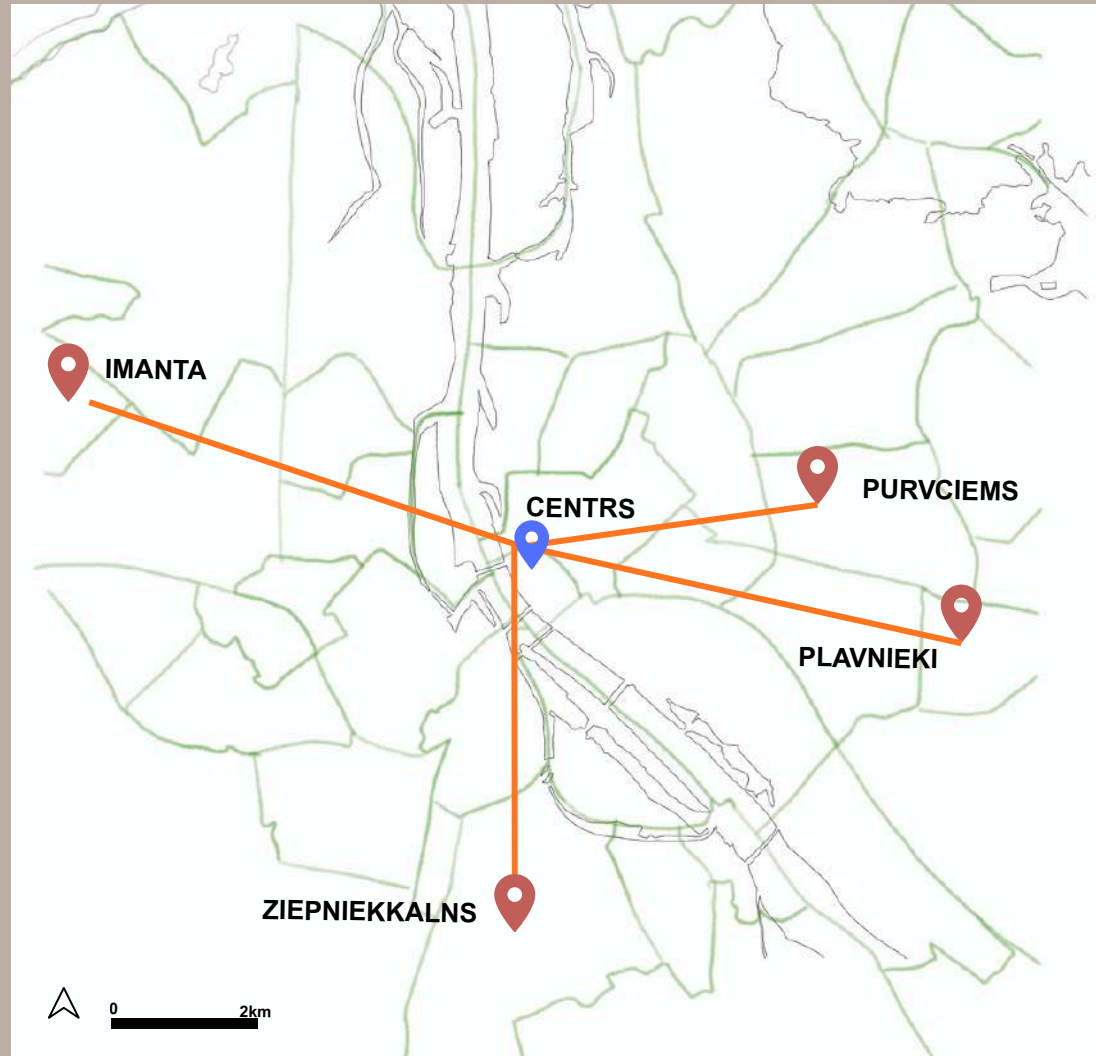 IMANTA
PURVCIEMS
CENTRS
PLAVNIEKI
ZIEPNIEKKALNS
0 2km